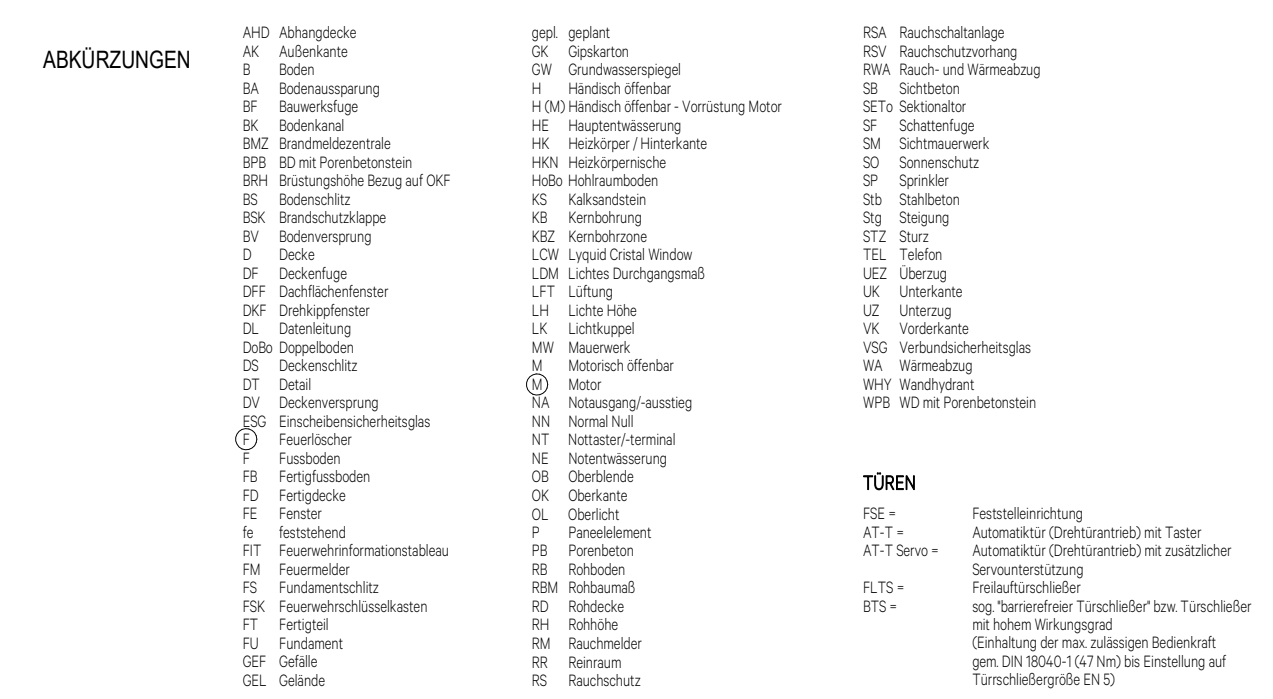 ABKÜRZUNGEN
AHD Abhangdecke
AK Außenkante
B Boden
BA Bodenaussparung
BF Bauwerksfuge
BK Bodenkanal
BMZ Brandmeldezentrale
BPB BD mit Porenbetonstein
BRH Brüstungshöhe Bezug auf OKF
BS Bodenschlitz
BSK Brandschutzklappe
BV Bodenversprung
D Decke
DF Deckenfuge
DFF Dachflächenfenster
DKF Drehkippfenster
DL Datenleitung
DoBo Doppelboden
DS Deckenschlitz
DT Detail
DV Deckenversprung
ESG Einscheibensicherheitsglas
F Feuerlöscher
F Fussboden
FB Fertigfussboden
FD Fertigdecke
FE Fenster
fe feststehend
FIT Feuerwehrinformationstableau
FM Feuermelder
FS Fundamentschlitz
FSK Feuerwehrschlüsselkasten
FT Fertigteil
FU Fundament
GEF Gefälle
GEL Gelände
gepl. geplant
GK Gipskarton
GW Grundwasserspiegel
H Händisch öffenbar
H (M) Händisch öffenbar - Vorrüstung Motor
HE Hauptentwässerung
HK Heizkörper / Hinterkante
HKN Heizkörpernische
HoBo Hohlraumboden
KS Kalksandstein
KB Kernbohrung
KBZ Kernbohrzone
LCW Lyquid Cristal Window
LDM Lichtes Durchgangsmaß
LFT Lüftung
LH Lichte Höhe
LK Lichtkuppel
MW Mauerwerk
M Motorisch öffenbar
M Motor
NA Notausgang/-ausstieg
NN Normal Null
NT Nottaster/-terminal
NE Notentwässerung
OB Oberblende
OK Oberkante
OL Oberlicht
P Paneelelement
PB Porenbeton
RB Rohboden
RBM Rohbaumaß
RD Rohdecke
RH Rohhöhe
RM Rauchmelder
RR Reinraum
RS Rauchschutz
RSA Rauchschaltanlage
RSV Rauchschutzvorhang
RWA Rauch- und Wärmeabzug
SB Sichtbeton
SETo Sektionaltor
SF Schattenfuge
SM Sichtmauerwerk
SO Sonnenschutz
SP Sprinkler
Stb Stahlbeton
Stg Steigung
STZ Sturz
TEL Telefon
UEZ Überzug
UK Unterkante
UZ Unterzug
VK Vorderkante
VSG Verbundsicherheitsglas
WA Wärmeabzug
WHY Wandhydrant
WPB WD mit Porenbetonstein
TÜREN
FSE = Feststelleinrichtung
AT-T = Automatiktür (Drehtürantrieb) mit Taster
AT-T Servo = Automatiktür (Drehtürantrieb) mit zusätzlicher
Servounterstützung
FLTS = Freilauftürschließer
BTS = sog. "barrierefreier Türschließer" bzw. Türschließer
mit hohem Wirkungsgrad
(Einhaltung der max. zulässigen Bedienkraft
gem. DIN 18040-1 (47 Nm) bis Einstellung auf
Türrschließergröße EN 5)